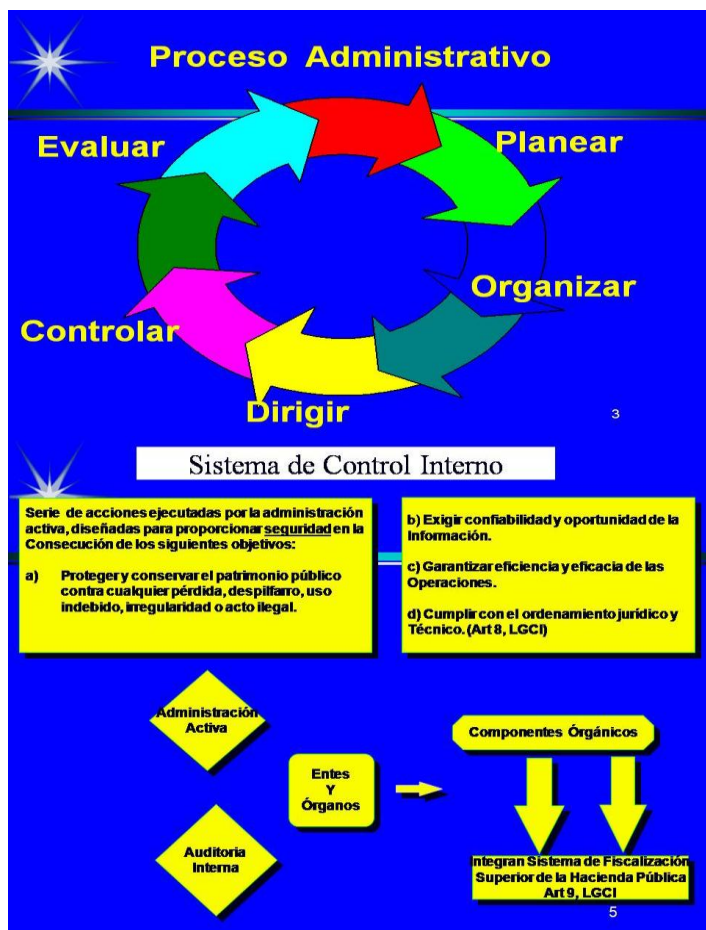 Proceso Administrativo
Evaluar
Planear
Organizar
Controlar
Dirigir
3
Sistema de Control Interno
Serie de acciones ejecutadas por la administración
activa, diseñadas para proporcionar seguridad en la
Consecución de los siguientes objetivos:
a) Proteger y conservar el patrimonio público
contra cualquier pérdida, despilfarro, uso
indebido, irregularidad o acto ilegal.
b) Exigir confiabilidad y oportunidad de la
Información.
c) Garantizar eficiencia y eficacia de las
Operaciones.
d) Cumplir con el ordenamiento jurídico y
Técnico. (Art 8, LGCI)
Administración
Activa
Entes
Y
Órganos
Auditoria
Interna
Componentes Órgánicos
Integran Sistema de Fiscalización
Superior de la Hacienda Pública
Art 9, LGCI
5